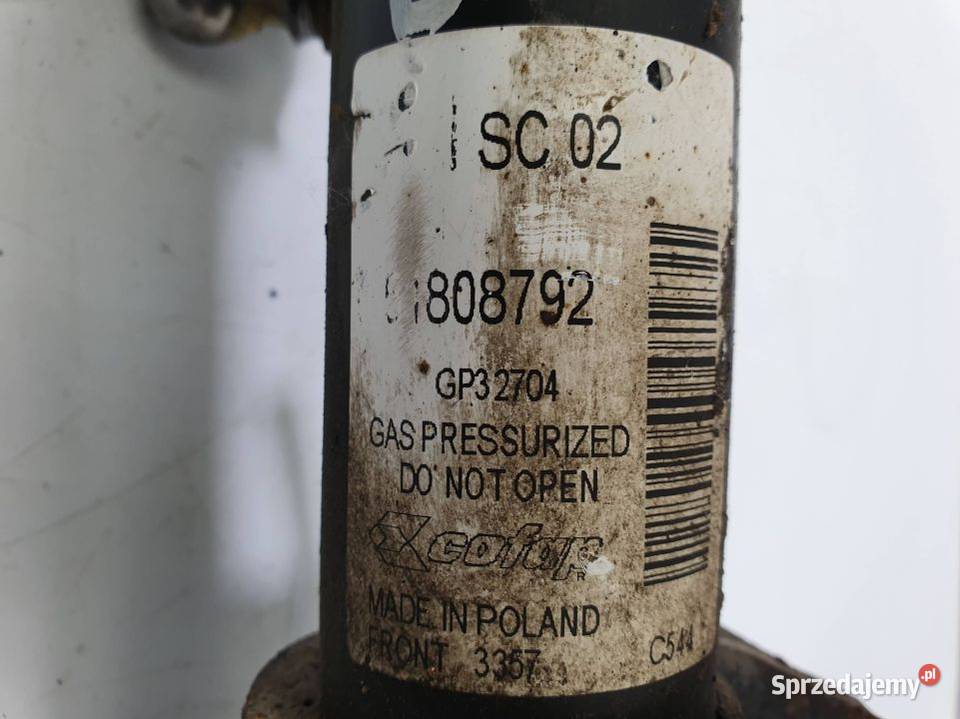 SC 02
808792
GP32704
GAS PRESSURIZED
DO NOT OPEN
cofap
R
MADE IN POLAND
FRONT 3357
C544
Sprzedajemy.pl